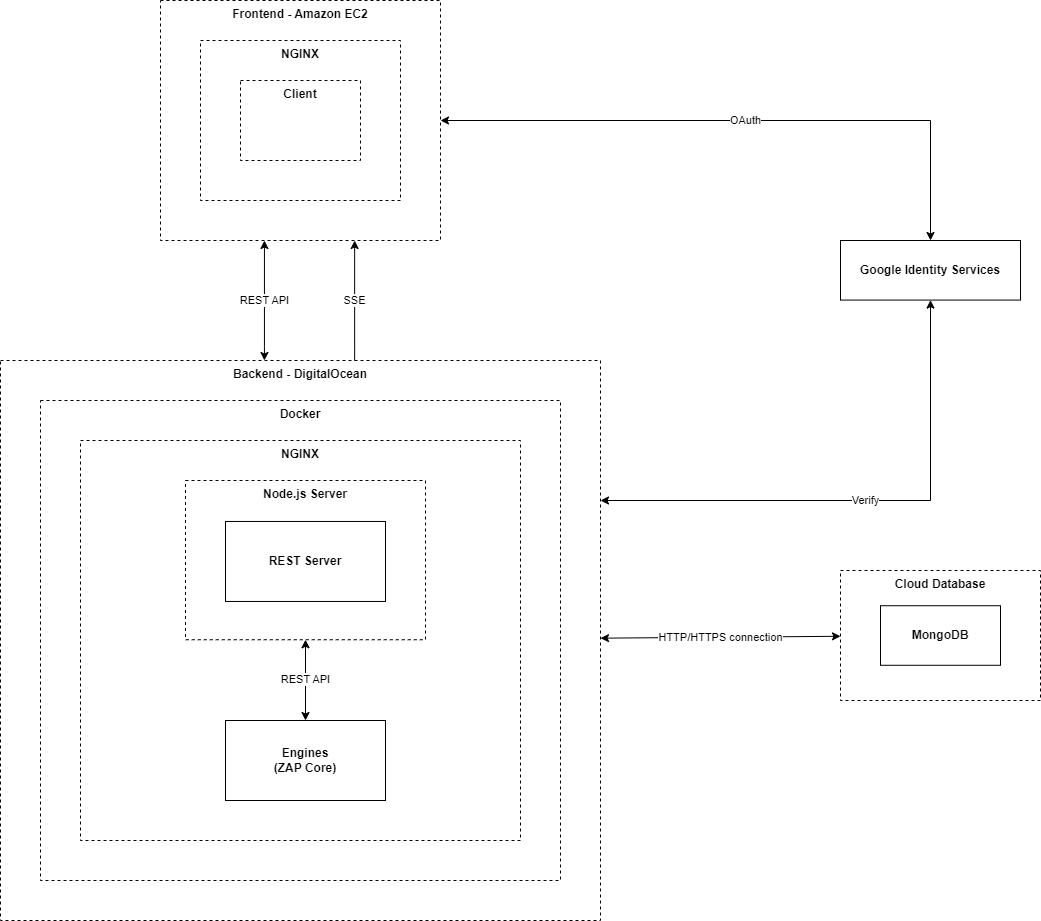 Frontend - Amazon EC2
NGINX
Client
OAuth
Google Identity Services
REST API
SSE
Backend - DigitalOcean
Docker
NGINX
Node.js Server
Verify
REST Server
Cloud Database
MongoDB
HTTP/HTTPS connection
REST API
Engines
(ZAP Core)